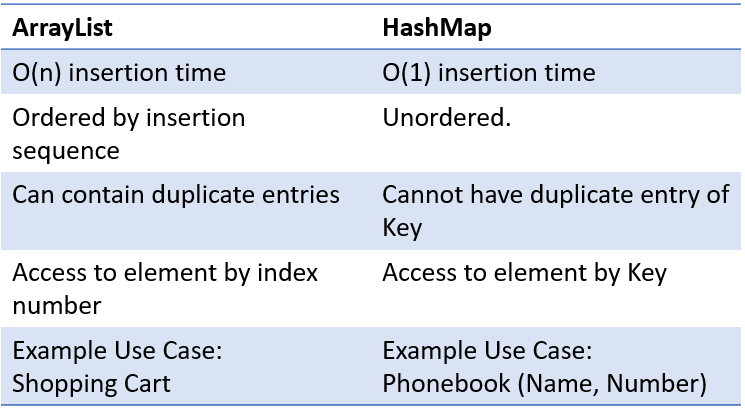 ArrayList HashMap
O(n) insertion time O(1) insertion time
Ordered by insertion Unordered.
sequence
Can contain duplicate entries Cannot have duplicate entry of
Key
Access to element by index Access to element by Key
number
Example Use Case: Example Use Case:
Shopping Cart Phonebook (Name, Number)